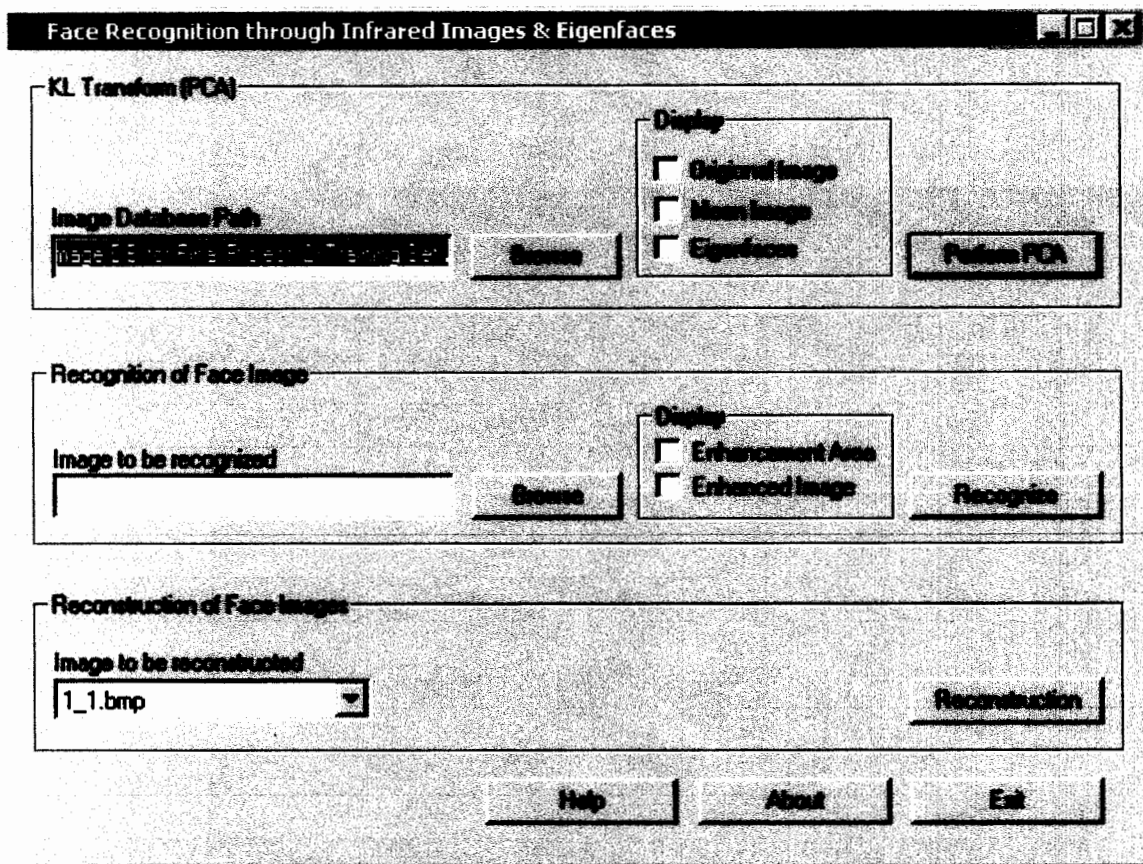 Face Recognition through Infrared Images & Eigenfaces
KL Transform (PCA)
Display
Origional Image
Image Database Path
Mean Image
Browse
Eigenfaces
Perform PCA
Recognition of Face Image
Display
Image to be recognized
Enhancement Area
Browse
Enhanced Image
Recognize
Reconstruction of Face Images
Image to be reconstructed
1_1.bmp
Reconstruction
Help
About
Exit